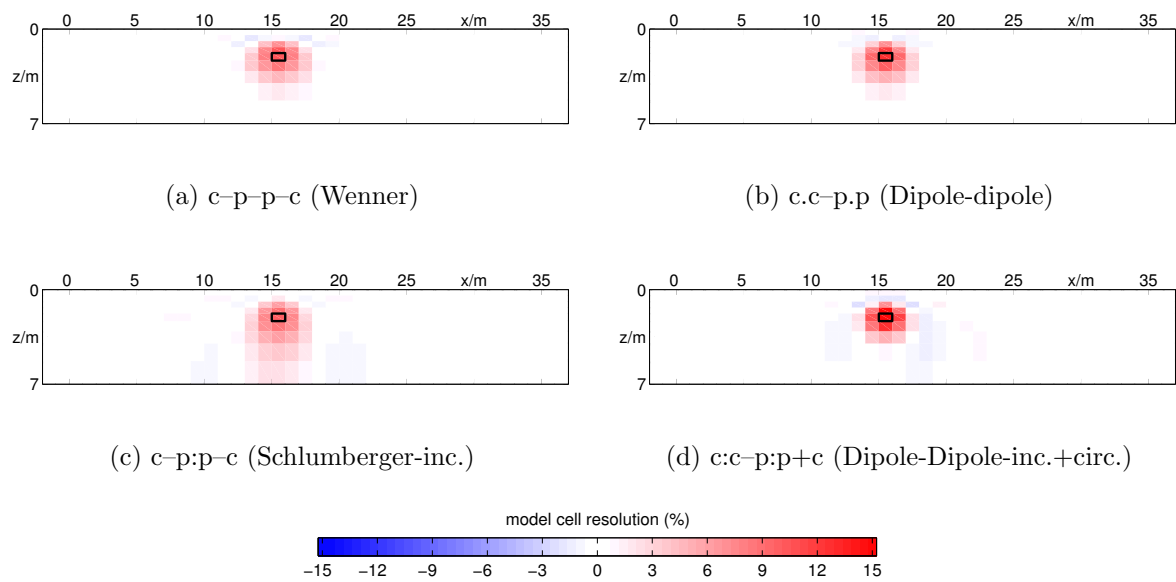 0 5 10 15 20 25 x/m 35
0
z/m
7
(a) c–p–p–c (Wenner)
0 5 10 15 20 25 x/m 35
0
z/m
7
(b) c.c–p.p (Dipole-dipole)
0 5 10 15 20 25 x/m 35
0
z/m
7
(c) c–p:p–c (Schlumberger-inc.)
0 5 10 15 20 25 x/m 35
0
z/m
7
(d) c:c–p:p+c (Dipole-Dipole-inc.+circ.)
model cell resolution (%)
−15 −12 −9 −6 −3 0 3 6 9 12 15